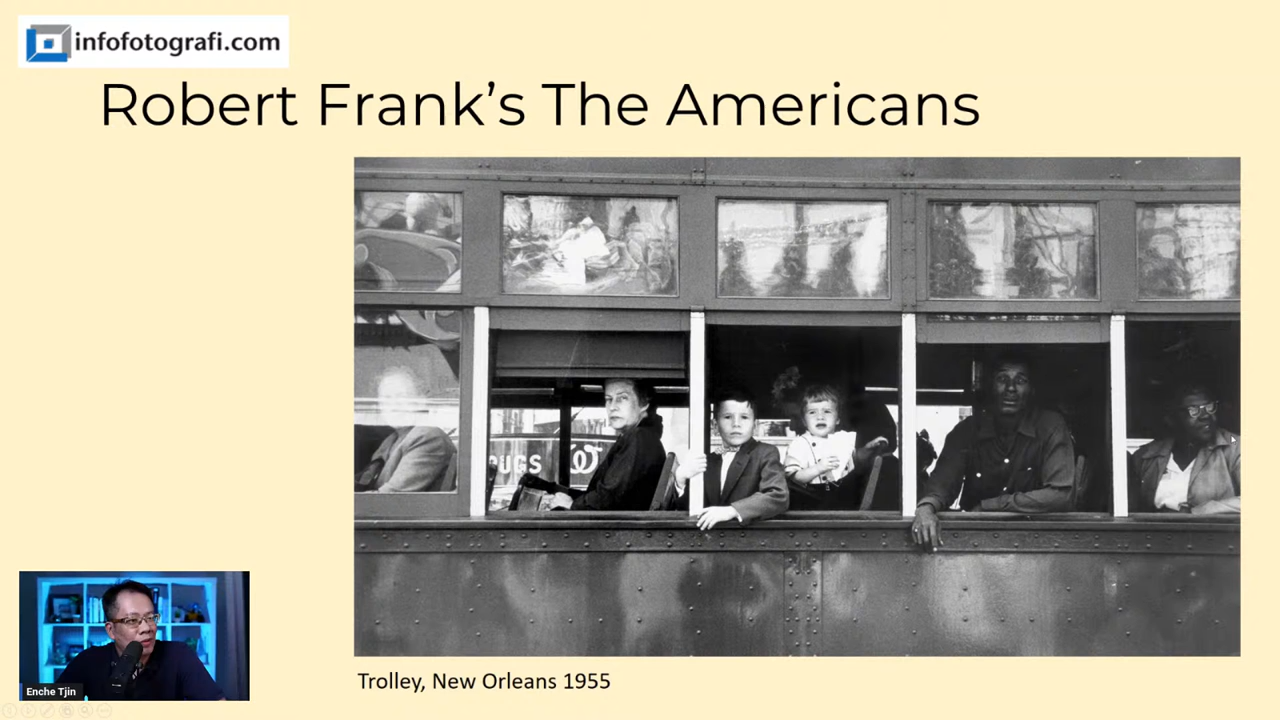 infofotografi.com
Robert Frank’s The Americans
UGS
Trolley, New Orleans 1955
Enche Tjin